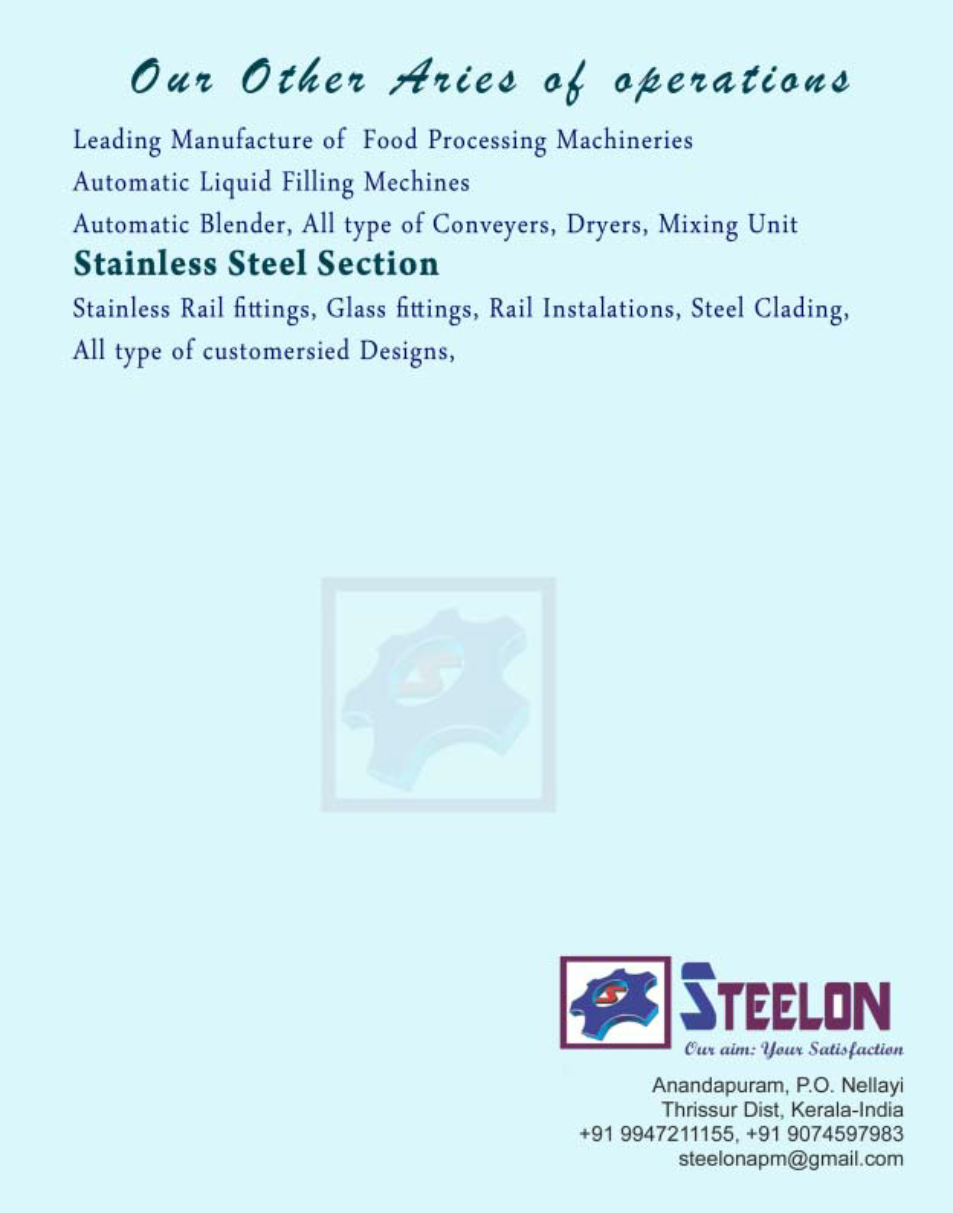 Our Other Aries of operations
Leading Manufacture of Food Processing Machineries
Automatic Liquid Filling Mechines
Automatic Blender, All type of Conveyers, Dryers, Mixing Unit
Stainless Steel Section
Stainless Rail fittings, Glass fittings, Rail Instalations, Steel Clading,
All type of customersied Designs,
S
S
STEELON
Our aim: Your Satisfaction
Anandapuram, P.O. Nellayi
Thrissur Dist, Kerala-India
+91 9947211155, +91 9074597983
steelonapm@gmail.com